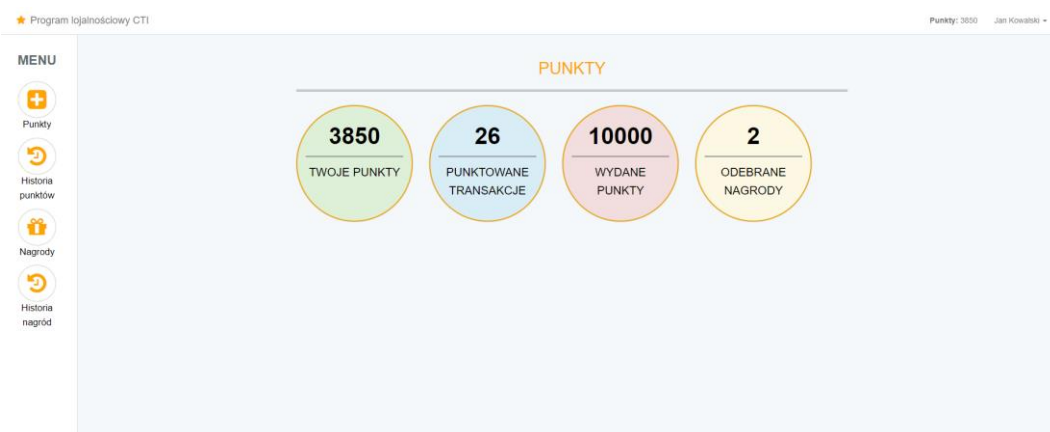 Program lojalnościowy CTI
Punkty: 3850 Jan Kowalski
MENU
Punkty
Historia
punktów
Nagrody
Historia
nagród
PUNKTY
3850
TWOJE PUNKTY
26
PUNKTOWANE
TRANSAKCJE
10000
WYDANE
PUNKTY
2
ODEBRANE
NAGRODY